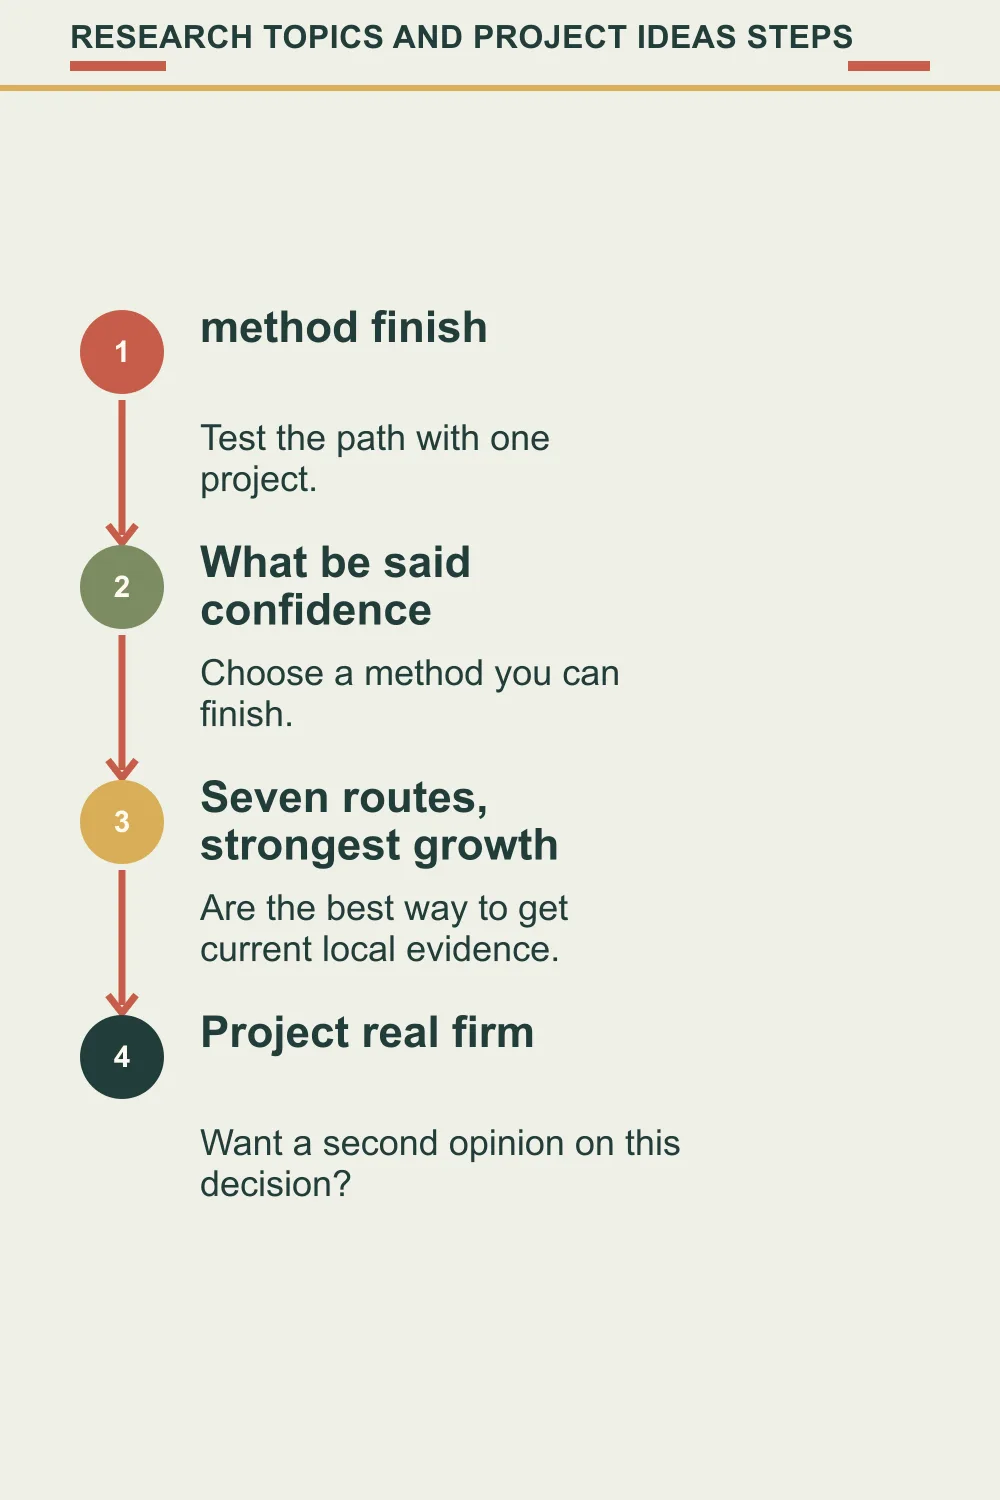 RESEARCH TOPICS AND PROJECT IDEAS STEPS
1
method finish
Test the path with one
project.
2
What be said
confidence
Choose a method you can
finish.
3
Seven routes,
strongest growth
Are the best way to get
current local evidence.
4
Project real firm
Want a second opinion on this
decision?